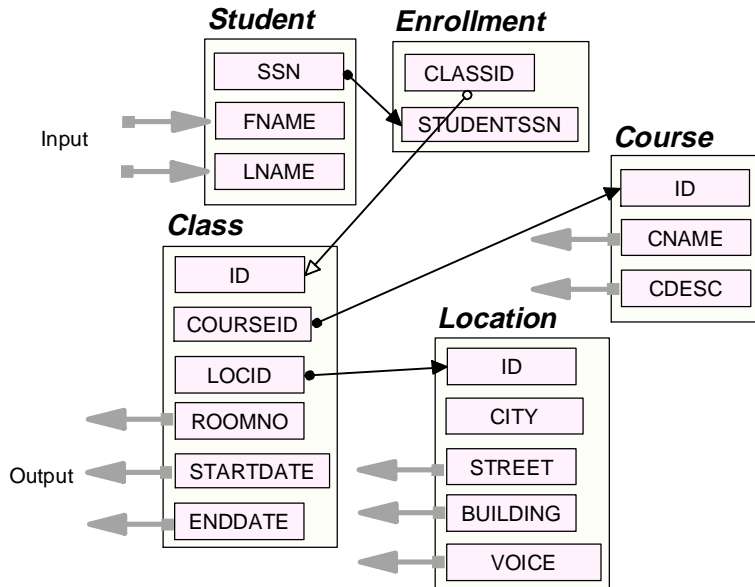 Student
SSN
FNAME
LNAME
Enrollment
CLASSID
STUDENTSSN
Input
Course
ID
CNAME
CDESC
Class
ID
COURSEID
LOCID
ROOMNO
STARTDATE
ENDDATE
Output
Location
ID
CITY
STREET
BUILDING
VOICE